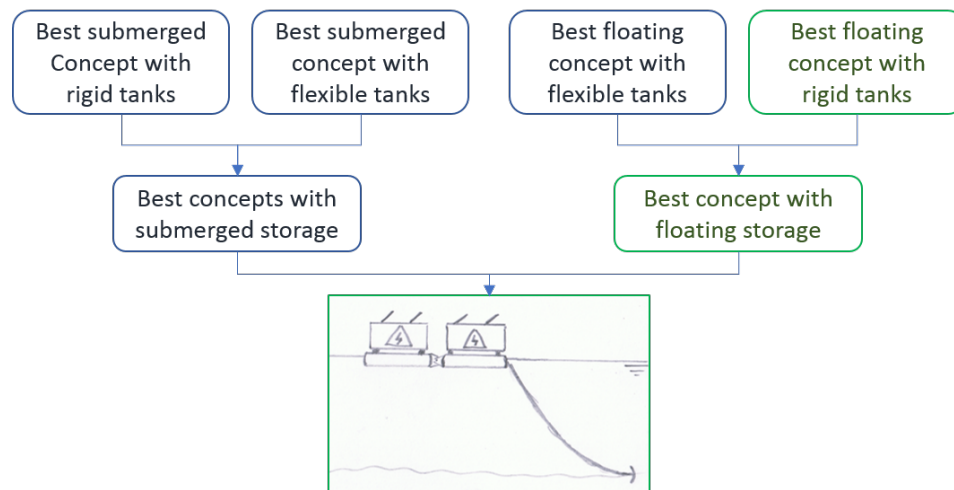 Best submerged
Concept with
rigid tanks
Best submerged
concept with
flexible tanks
Best floating
concept with
flexible tanks
Best floating
concept with
rigid tanks
Best concepts with
submerged storage
Best concept with
floating storage